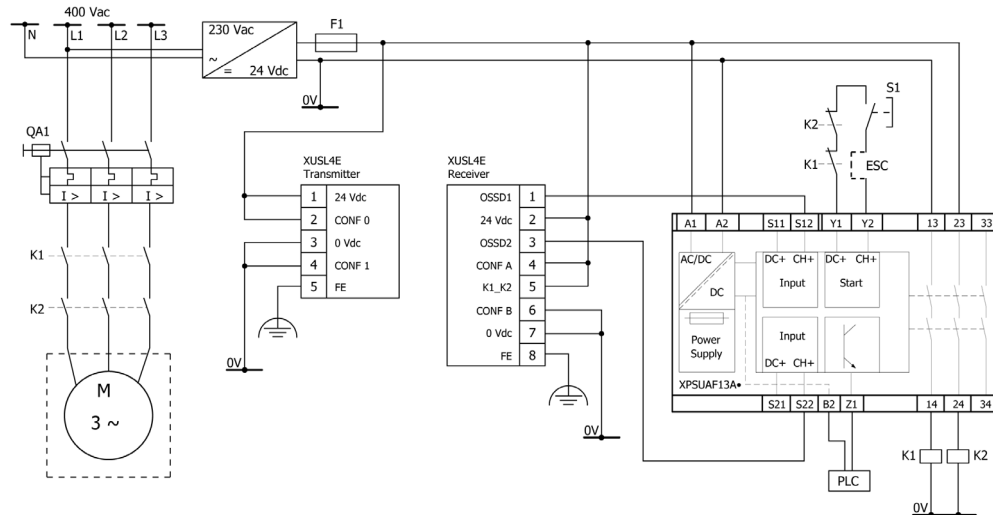 400 Vac
N L1 L2 L3
230 Vac
~
=
24 Vdc
F1
0V
QA1
I > I > I >
K1
K2
M
3 ~
XUSL4E
Transmitter
1 24 Vdc
2 CONF 0
3 0 Vdc
4 CONF 1
5 FE
0V
XUSL4E
Receiver
OSSD1 1
24 Vdc 2
OSSD2 3
CONF A 4
K1_K2 5
CONF B 6
0 Vdc 7
FE 8
0V
S1
K2
K1
ESC
A1 A2 S11 S12 Y1 Y2 13 23 33
AC/DC
DC
DC+ CH+
Input
DC+ CH+
Start
Power
Supply
Input
DC+ CH+
XPSUAF13A•
S21 S22 B2 Z1 14 24 34
PLC
K1 K2
0V